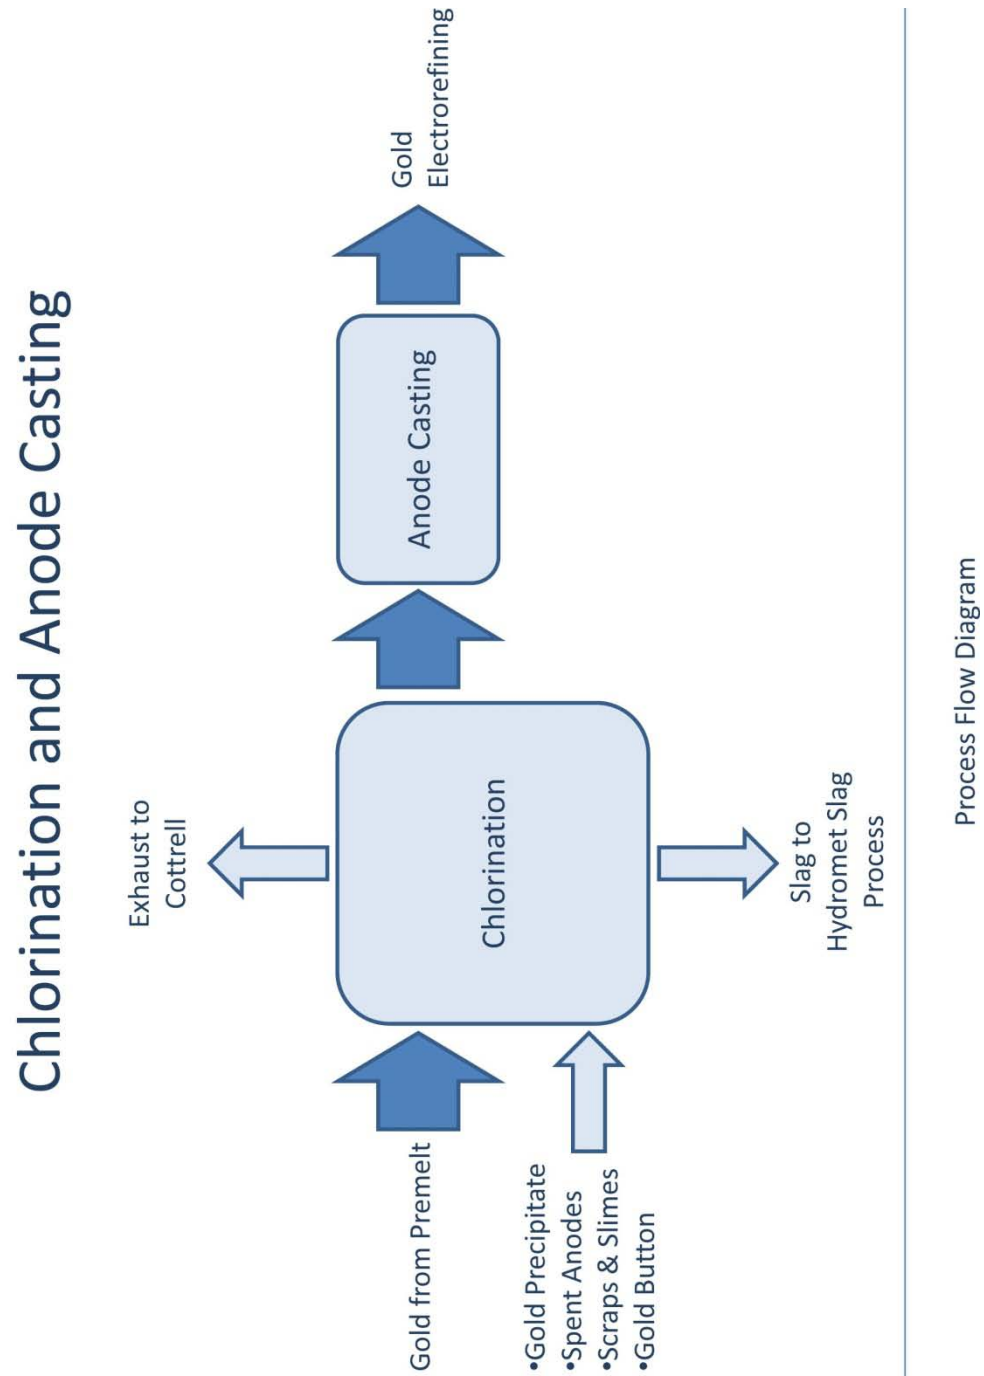 Chlorination and Anode Casting
Exhaust to
Cottrell
Gold from Premelt
•Gold Precipitate
•Spent Anodes
•Scraps & Slimes
•Gold Button
Chlorination
Anode Casting
Gold
Electrorefining
Slag to
Hydromet Slag
Process
Process Flow Diagram